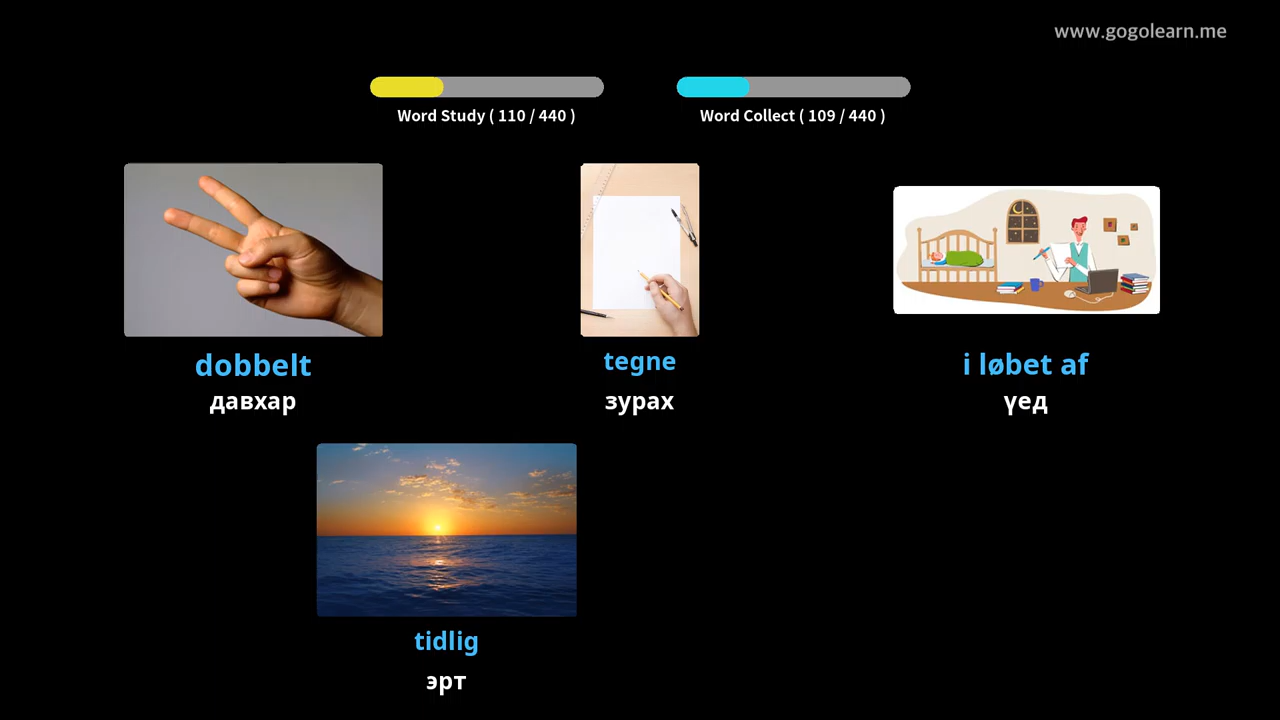 www.gogolearn.me
Word Study ( 110 / 440 )
Word Collect ( 109 / 440 )
dobbelt
давхар
tegne
зурах
i løbet af
үед
tidlig
эрт